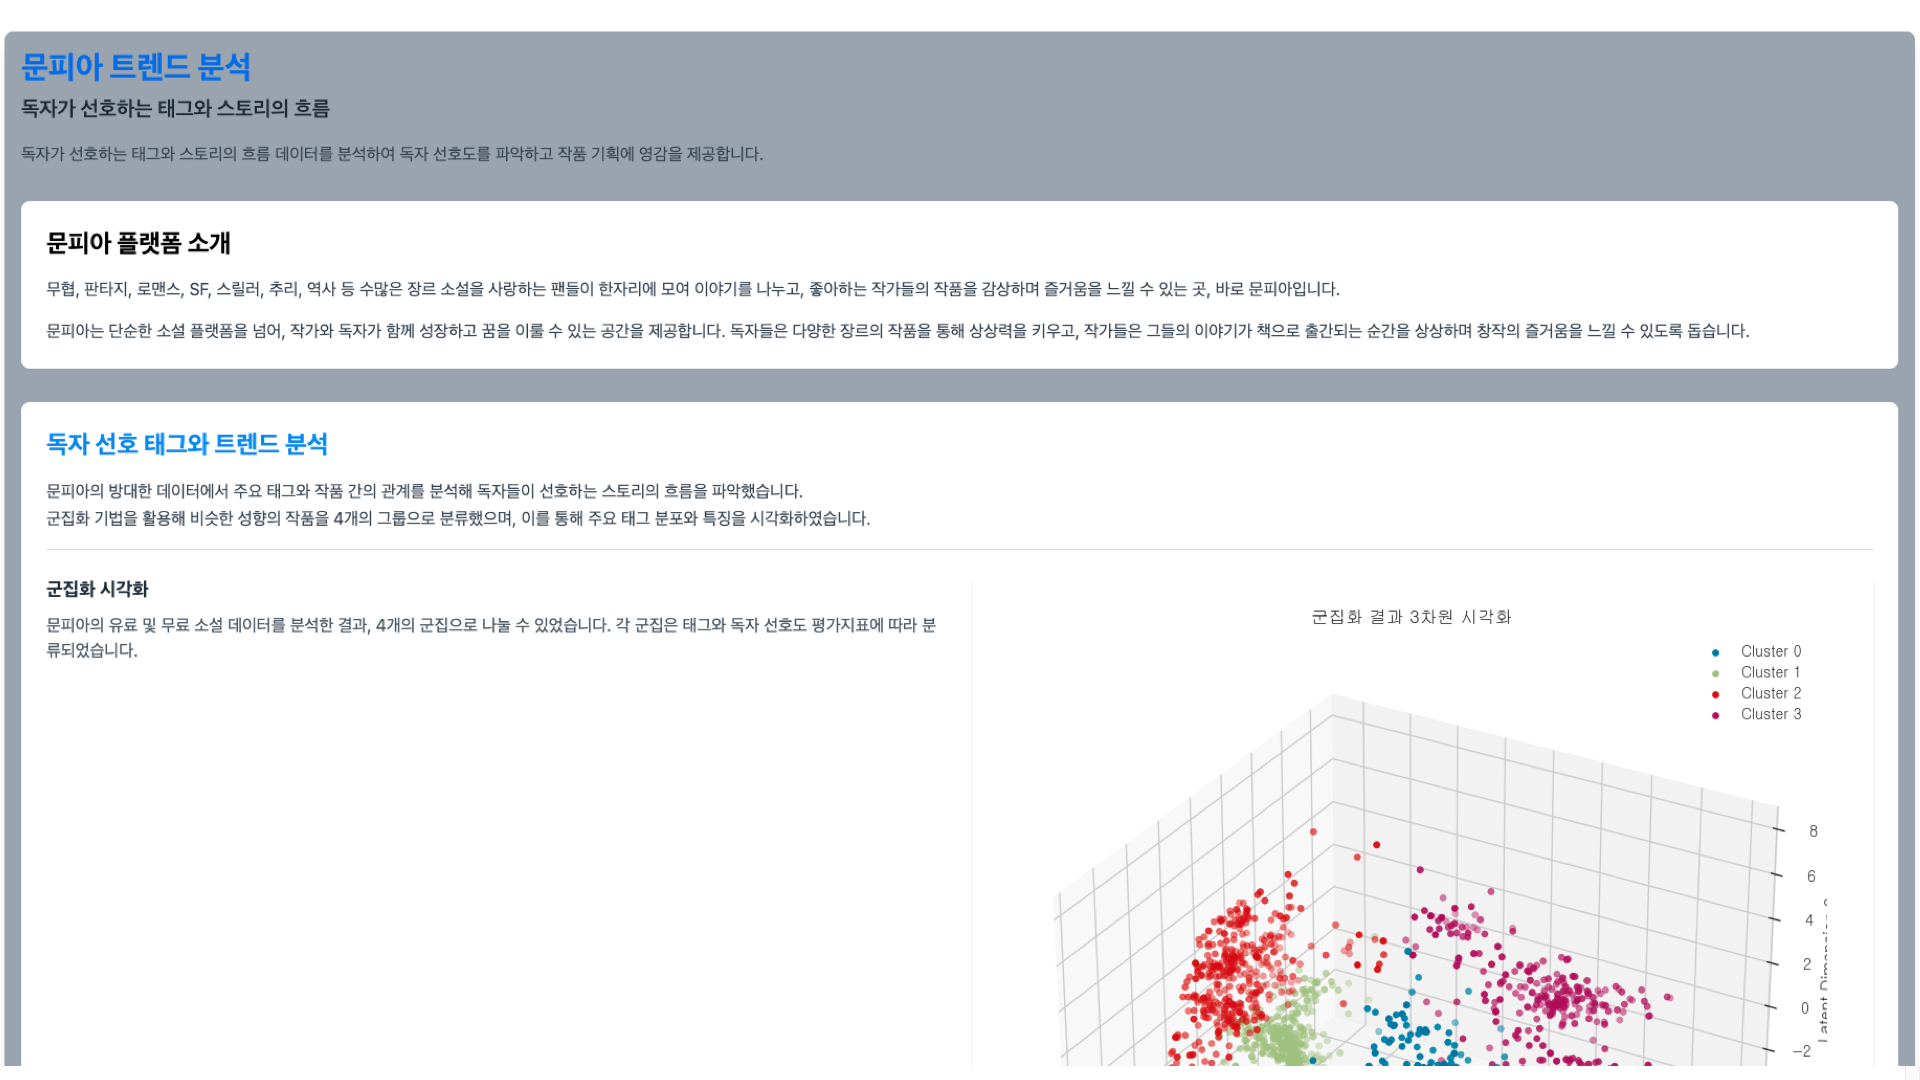 문피아 트렌드 분석
독자가 선호하는 태그와 스토리의 흐름
독자가 선호하는 태그와 스토리의 흐름 데이터를 분석하여 독자 선호도를 파악하고 작품 기획에 영감을 제공합니다.
문피아 플랫폼 소개
무협, 판타지, 로맨스, SF, 스릴러, 추리, 역사 등 수많은 장르 소설을 사랑하는 팬들이 한자리에 모여 이야기를 나누고, 좋아하는 작가들의 작품을 감상하며 즐거움을 느낄 수 있는 곳, 바로 문피아입니다.
문피아는 단순한 소설 플랫폼을 넘어, 작가와 독자가 함께 성장하고 꿈을 이룰 수 있는 공간을 제공합니다. 독자들은 다양한 장르의 작품을 통해 상상력을 키우고, 작가들은 그들의 이야기가 책으로 출간되는 순간을 상상하며 창작의 즐거움을 느낄 수 있도록 돕습니다.
독자 선호 태그와 트렌드 분석
문피아의 방대한 데이터에서 주요 태그와 작품 간의 관계를 분석해 독자들이 선호하는 스토리의 흐름을 파악했습니다.
군집화 기법을 활용해 비슷한 성향의 작품을 4개의 그룹으로 분류했으며, 이를 통해 주요 태그 분포와 특징을 시각화하였습니다.
군집화 시각화
문피아의 유료 및 무료 소설 데이터를 분석한 결과, 4개의 군집으로 나눌 수 있었습니다. 각 군집은 태그와 독자 선호도 평가지표에 따라 분
류되었습니다.
군집화 결과 3차원 시각화
Cluster 0
Cluster 1
Cluster 2
Cluster 3
8
6
4
2
0
−2